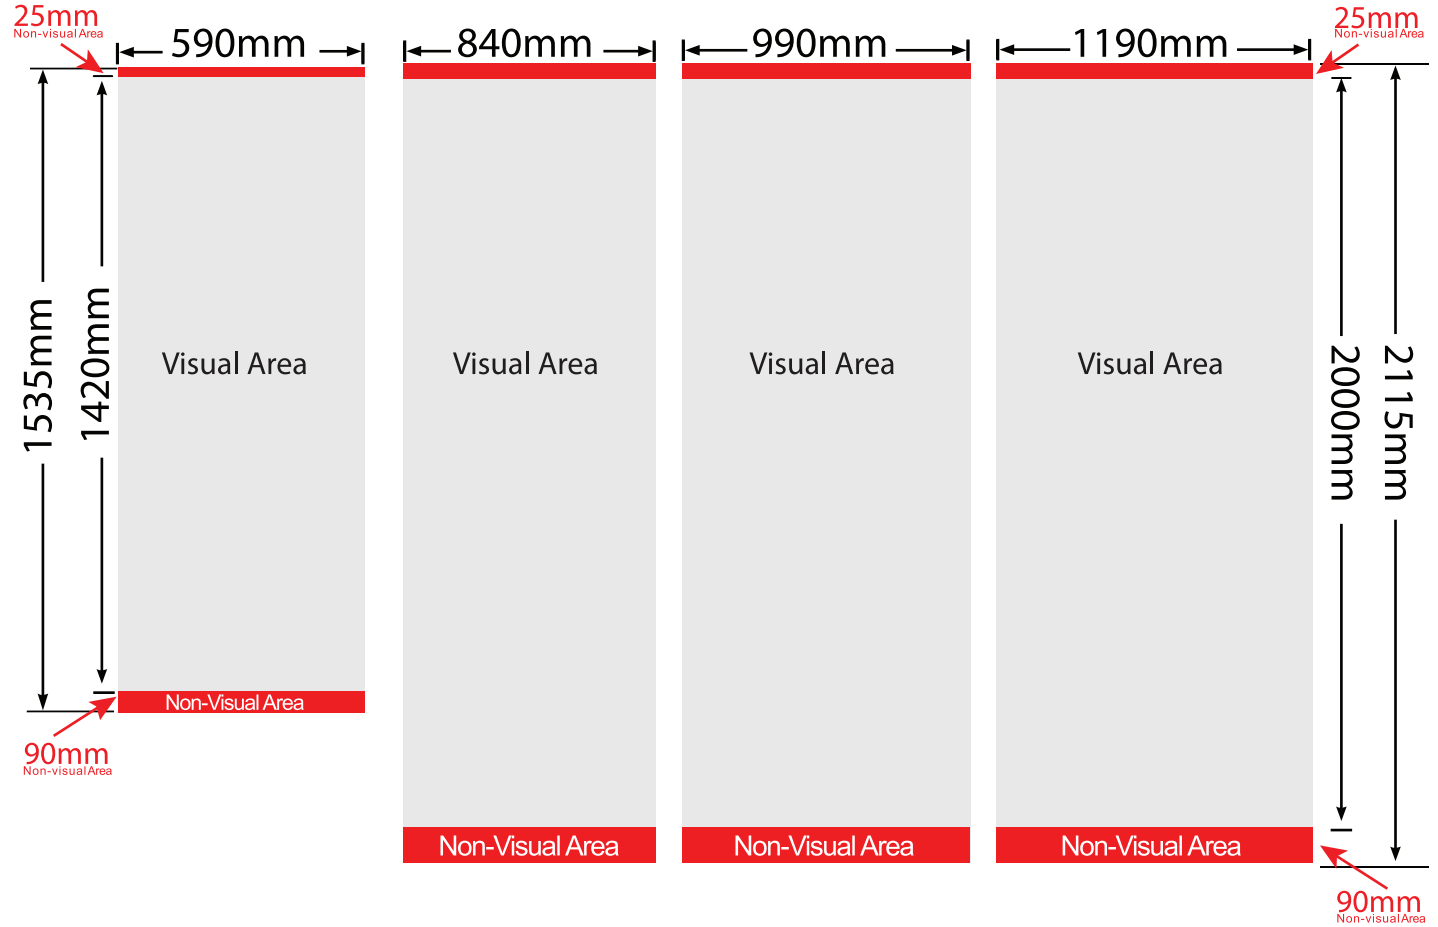 25mm
Non-visual Area
590mm
840mm
990mm
1190mm
25mm
Non-visual Area
1535mm
1420mm
Visual Area
Visual Area
Visual Area
Visual Area
2000mm
2115mm
Non-Visual Area
90mm
Non-visual Area
Non-Visual Area
Non-Visual Area
Non-Visual Area
90mm
Non-visual Area